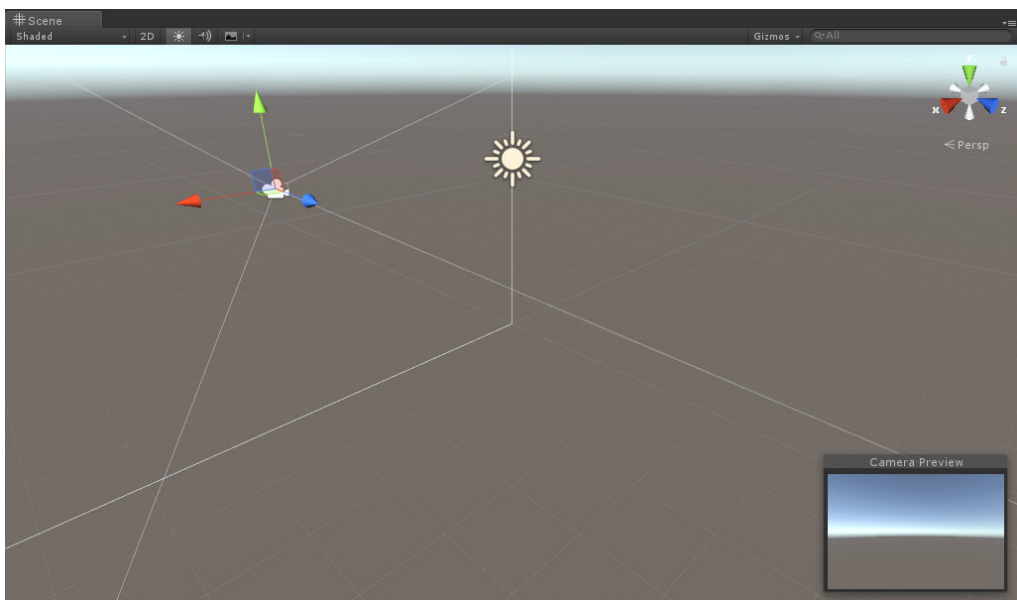 Scene
Shaded 2D Gizmos All
y
x z
Persp
Camera Preview